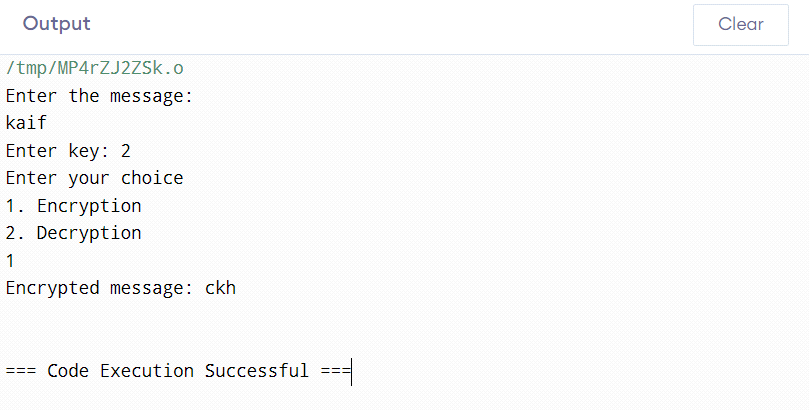 Output
Clear
/tmp/MP4rZJ2ZSk.o
Enter the message:
kaif
Enter key: 2
Enter your choice
1. Encryption
2. Decryption
1
Encrypted message: ckh
=== Code Execution Successful ===